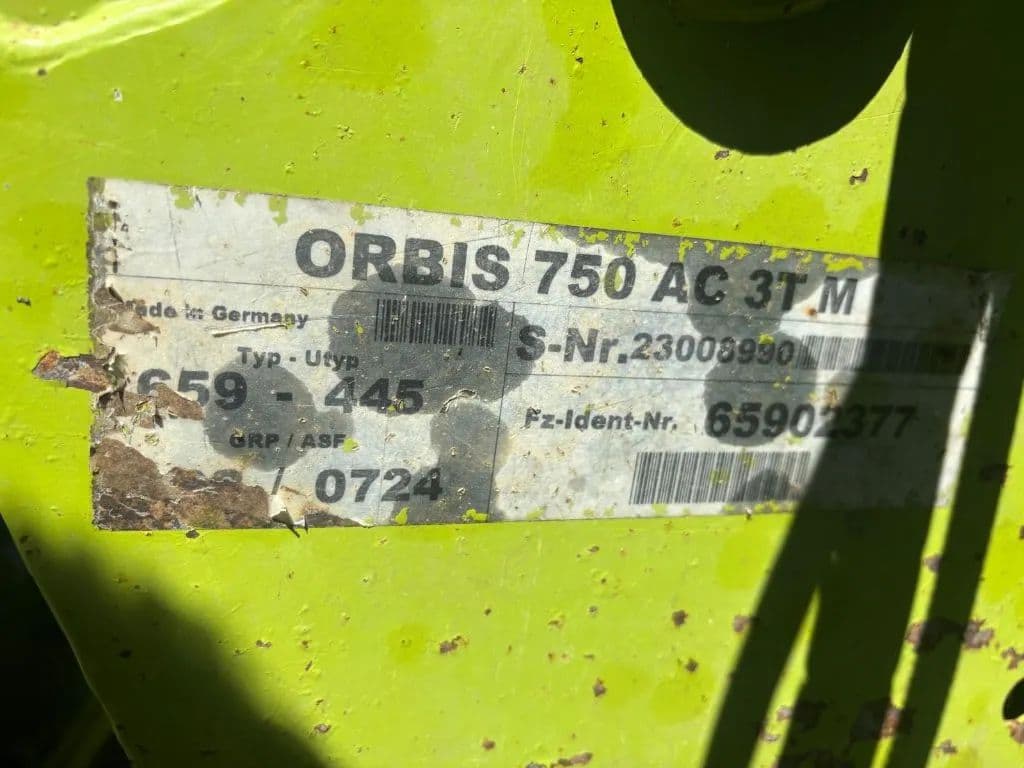 ORBIS 750 AC 3T M
Made in Germany
Typ - Utyp
659 - 445
GRP / ASF
/ 0724
S-Nr. 23008990
Fz-Ident-Nr. 65902377